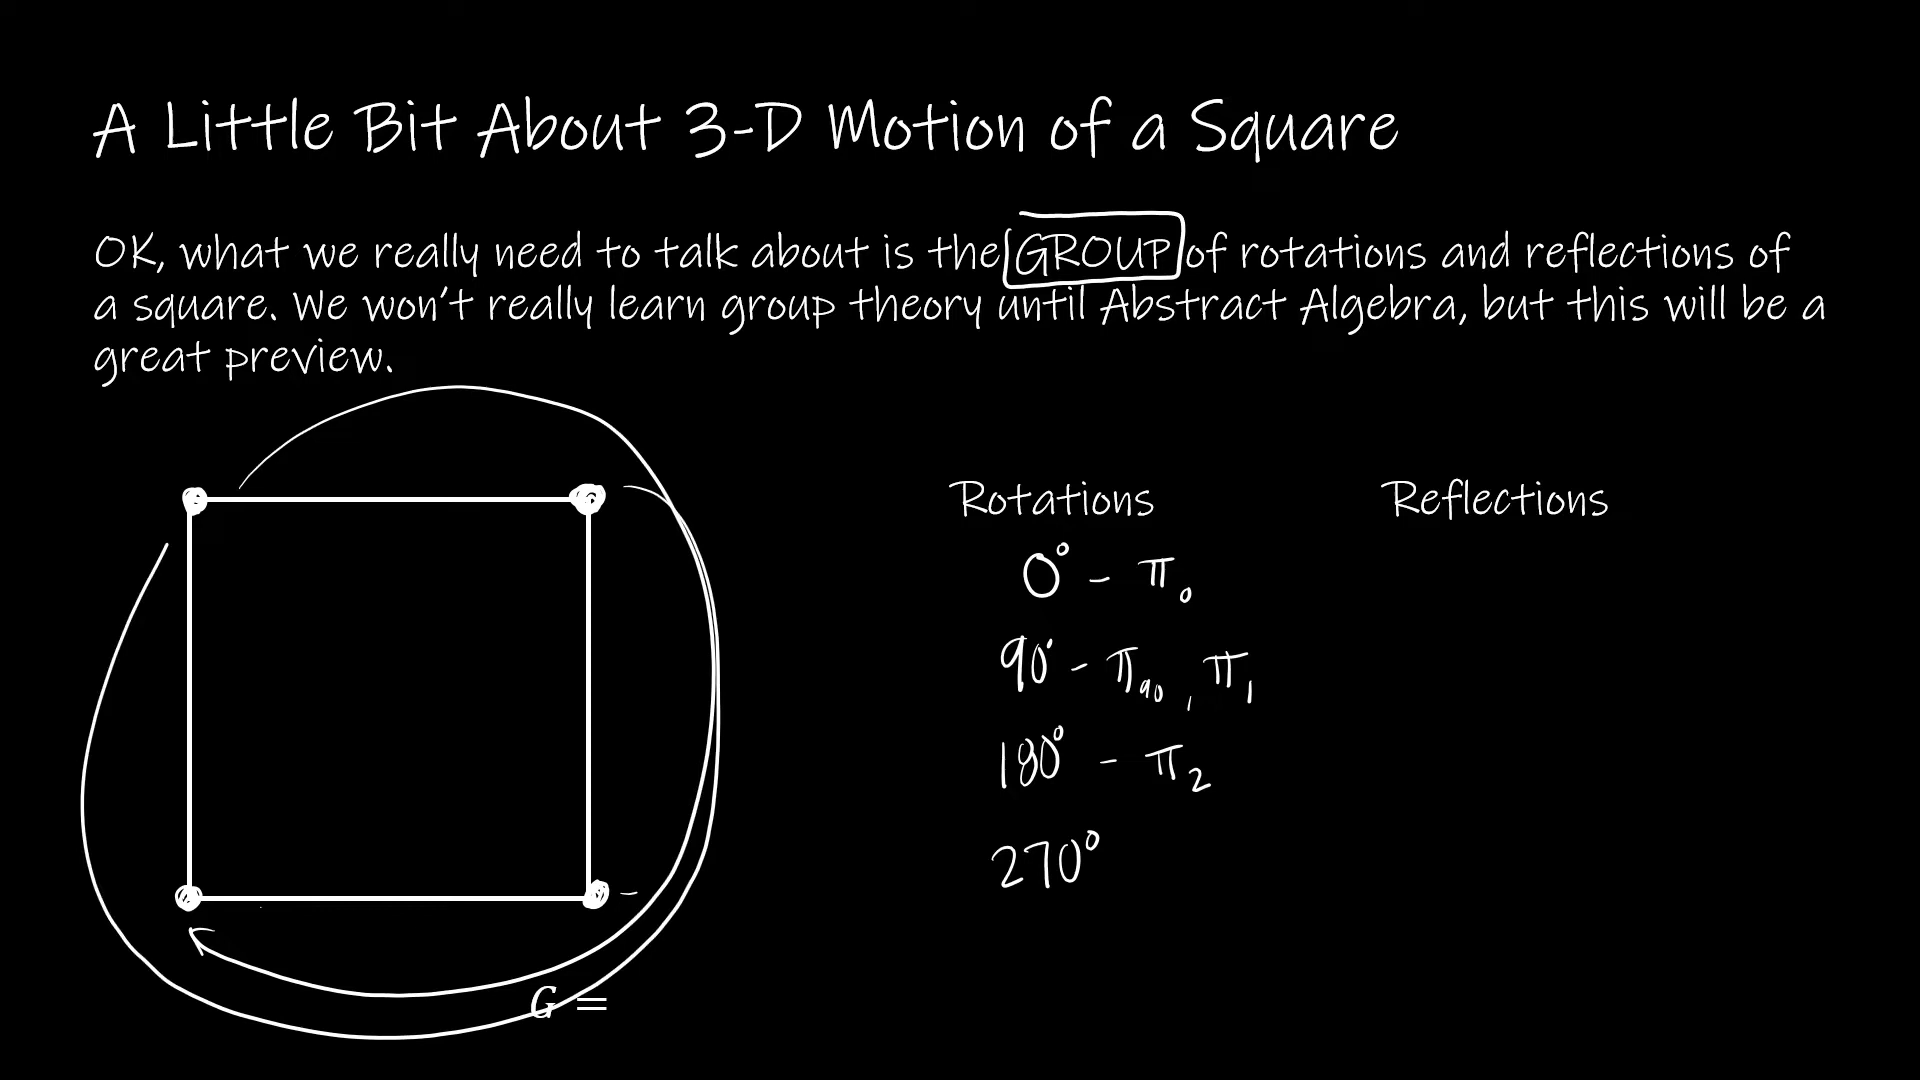 A Little Bit About 3-D Motion of a Square
OK, what we really need to talk about is the GROUP of rotations and reflections of
a square. We won't really learn group theory until Abstract Algebra, but this will be a
great preview.
Rotations Reflections
0° - π₀
90° - π₉₀, π₁
180° - π₂
270°
G =